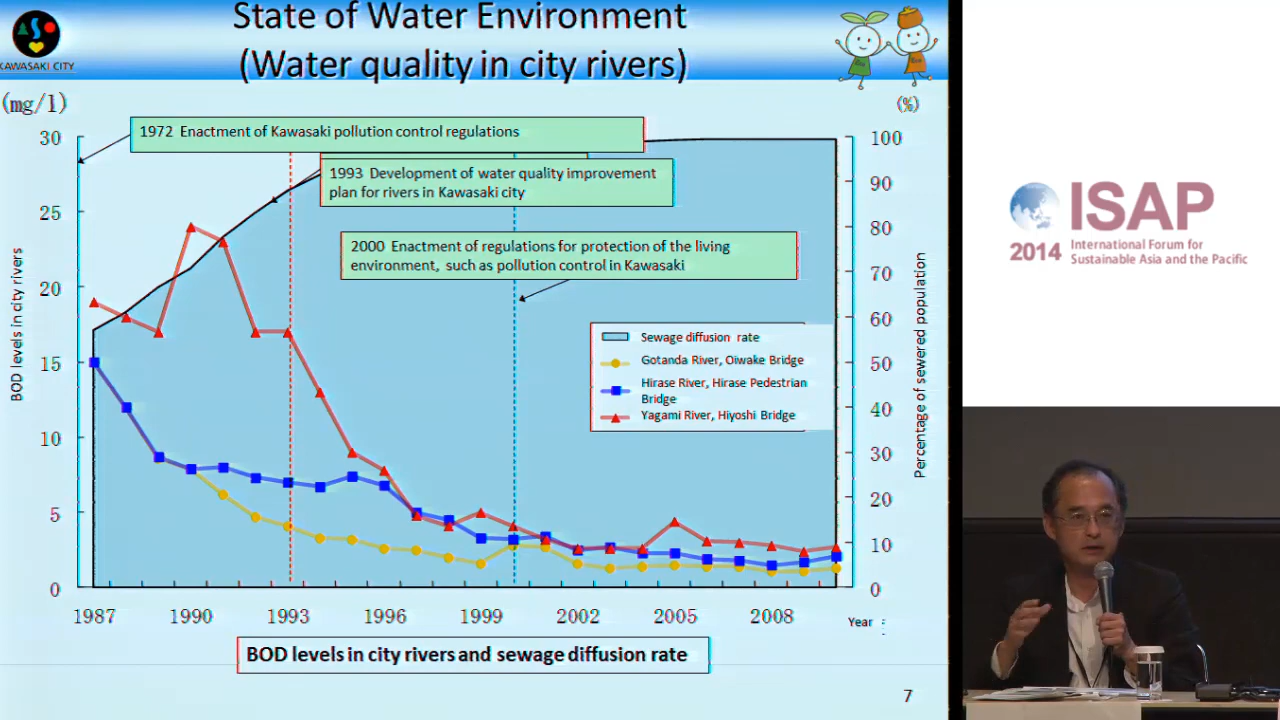 State of Water Environment
(Water quality in city rivers)
KAWASAKI CITY
(mg/l)
(%)
1972 Enactment of Kawasaki pollution control regulations
1993 Development of water quality improvement
plan for rivers in Kawasaki city
2000 Enactment of regulations for protection of the living
environment, such as pollution control in Kawasaki
30
25
20
15
10
5
0
BOD levels in city rivers
100
90
80
70
60
50
40
30
20
10
0
Percentage of sewered population
Sewage diffusion rate
Gotanda River, Oiwake Bridge
Hirase River, Hirase Pedestrian
Bridge
Yagami River, Hiyoshi Bridge
1987 1990 1993 1996 1999 2002 2005 2008
Year :
BOD levels in city rivers and sewage diffusion rate
7
ISAP
2014 International Forum for
Sustainable Asia and the Pacific